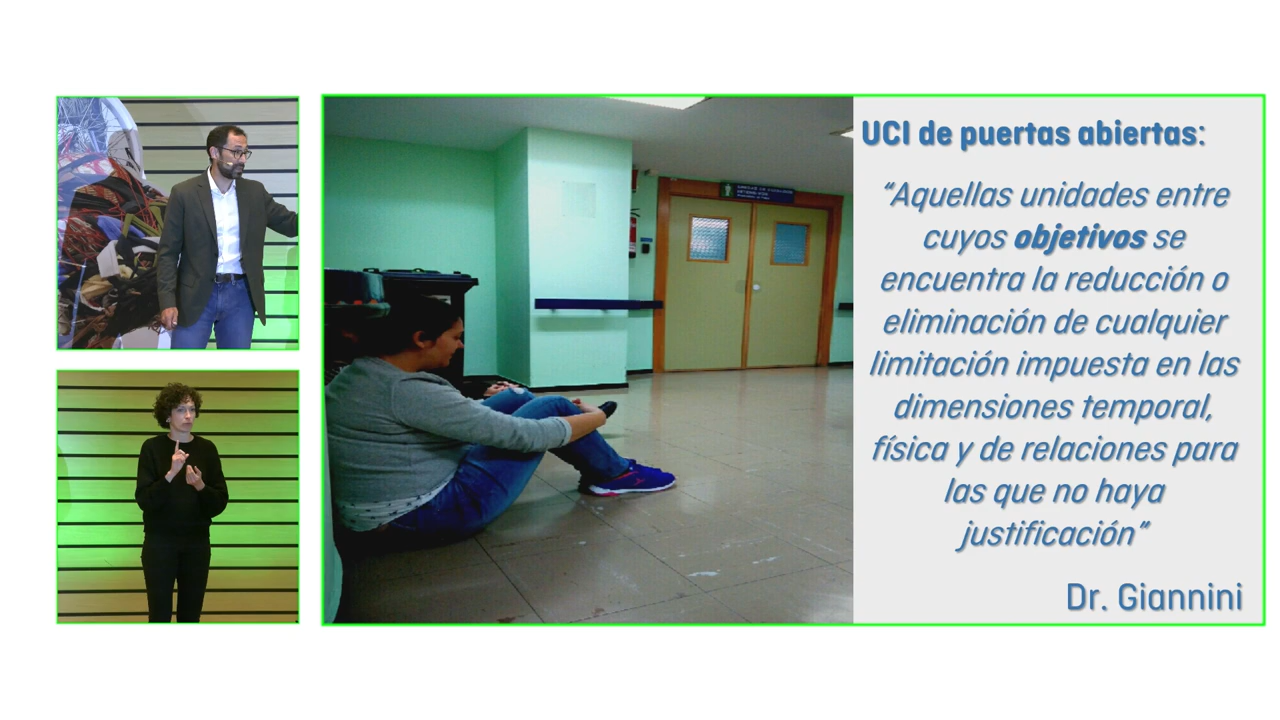 UCI de puertas abiertas:
“Aquellas unidades entre
cuyos objetivos se
encuentra la reducción o
eliminación de cualquier
limitación impuesta en las
dimensiones temporal,
física y de relaciones para
las que no haya
justificación”
Dr. Giannini